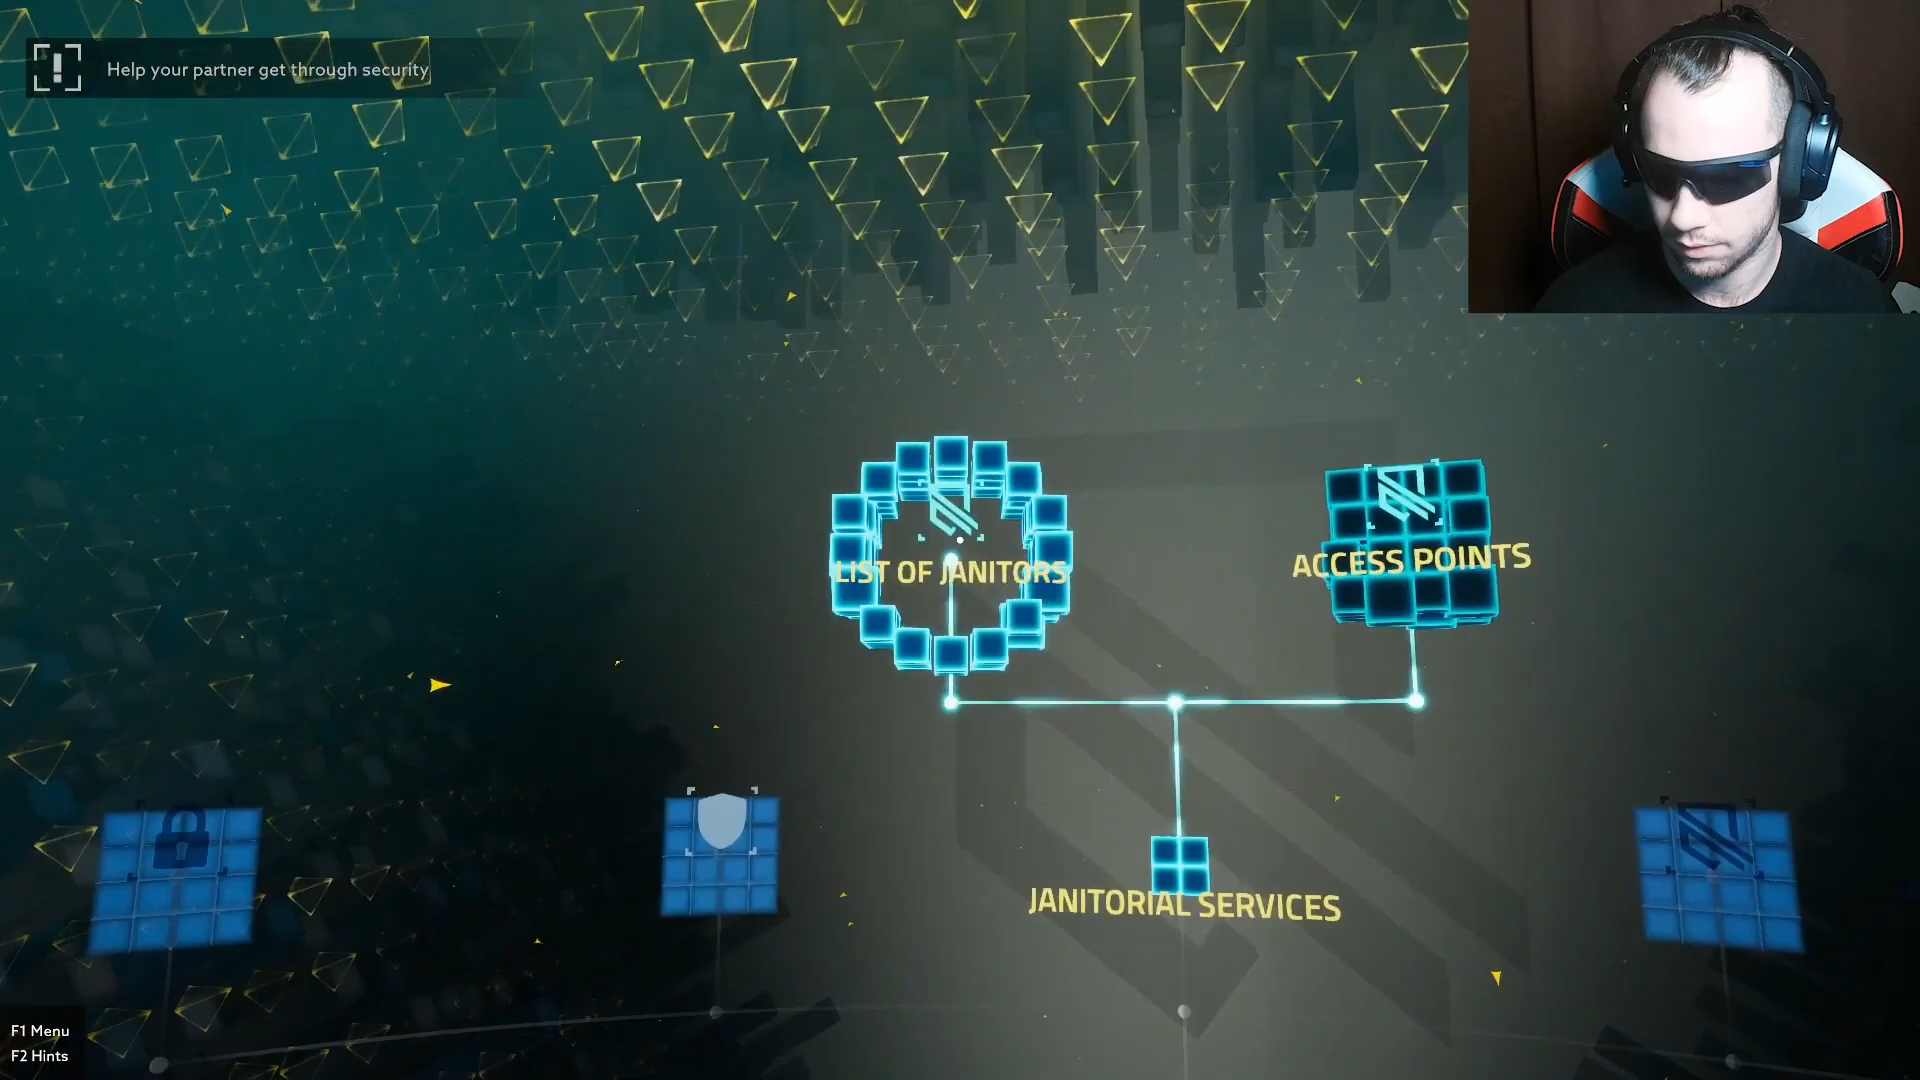 Help your partner get through security
LIST OF JANITORS
ACCESS POINTS
JANITORIAL SERVICES
F1 Menu
F2 Hints